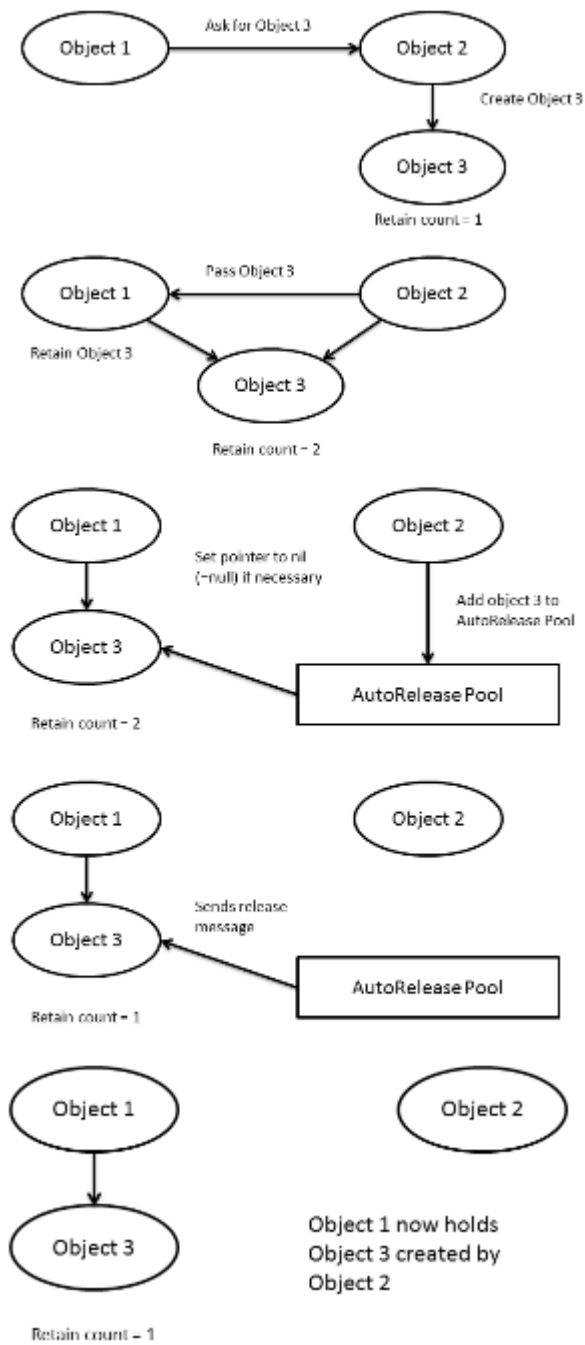 Ask for Object 3
Object 1
Object 2
Create Object 3
Object 3
Retain count = 1
Pass Object 3
Object 1
Object 2
Retain Object 3
Object 3
Retain count = 2
Object 1
Object 2
Set pointer to nil
(=null) if necessary
Add object 3 to
AutoRelease Pool
Object 3
AutoRelease Pool
Retain count = 2
Object 1
Object 2
Sends release
message
Object 3
AutoRelease Pool
Retain count = 1
Object 1
Object 2
Object 3
Object 1 now holds
Object 3 created by
Object 2
Retain count = 1